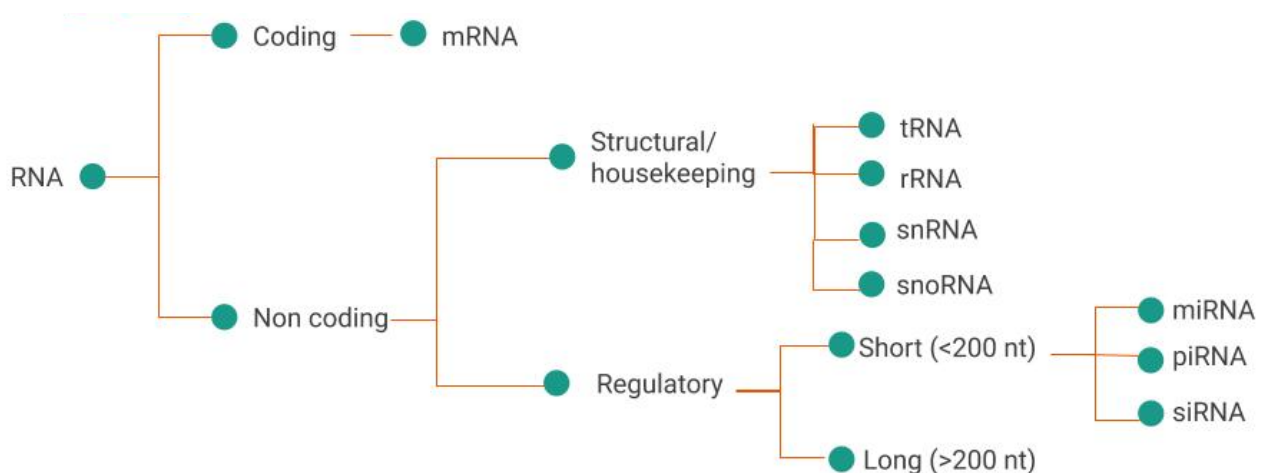 RNA
Coding
mRNA
Non coding
Structural/
housekeeping
tRNA
rRNA
snRNA
snoRNA
Regulatory
Short (<200 nt)
miRNA
piRNA
siRNA
Long (>200 nt)